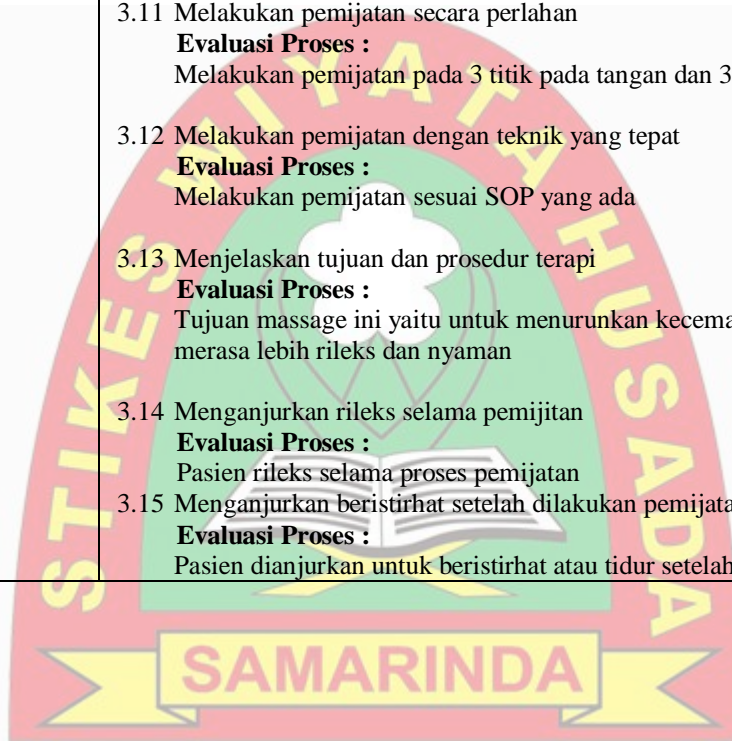 3.11 Melakukan pemijatan secara perlahan
Evaluasi Proses :
Melakukan pemijatan pada 3 titik pada tangan dan 3
3.12 Melakukan pemijatan dengan teknik yang tepat
Evaluasi Proses :
Melakukan pemijatan sesuai SOP yang ada
3.13 Menjelaskan tujuan dan prosedur terapi
Evaluasi Proses :
Tujuan massage ini yaitu untuk menurunkan
merasa lebih rileks dan nyaman
3.14 Menganjurkan rileks selama pemijitan
Evaluasi Proses :
Pasien rileks selama proses pemijatan
3.15 Menganjurkan beristirhat setelah dilakukan
Evaluasi Proses :
Pasien dianjurkan untuk beristirhat atau tidur setelah
STIKES WIYATA HUSADA
SAMARINDA